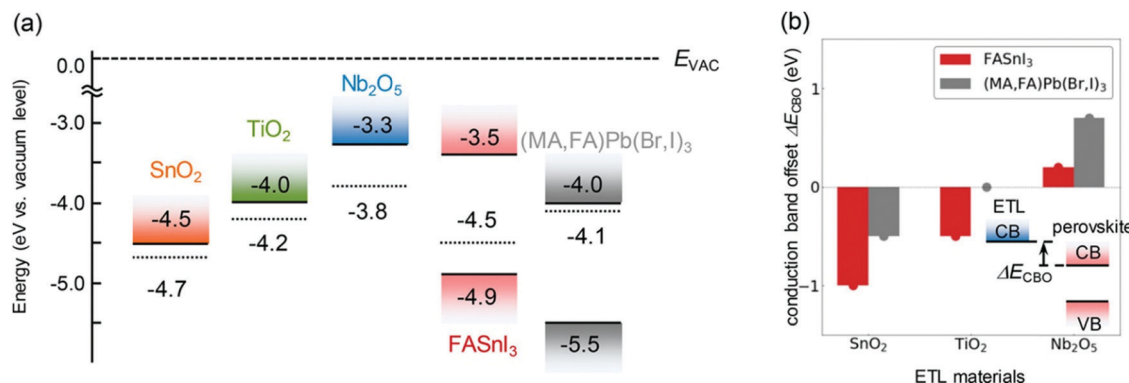 (a)
Energy (eV vs. vacuum level)
0.0
-3.0
-4.0
-5.0
E_VAC
SnO₂
-4.5
-4.7
TiO₂
-4.0
-4.2
Nb₂O₅
-3.3
-3.8
-3.5
-4.5
-4.9
FASnI₃
(MA,FA)Pb(Br,I)₃
-4.0
-4.1
-5.5
(b)
conduction band offset ΔE_CBO (eV)
1
0
−1
FASnI₃
(MA,FA)Pb(Br,I)₃
ETL
CB
perovskite
CB
ΔE_CBO
VB
SnO₂
TiO₂
Nb₂O₅
ETL materials